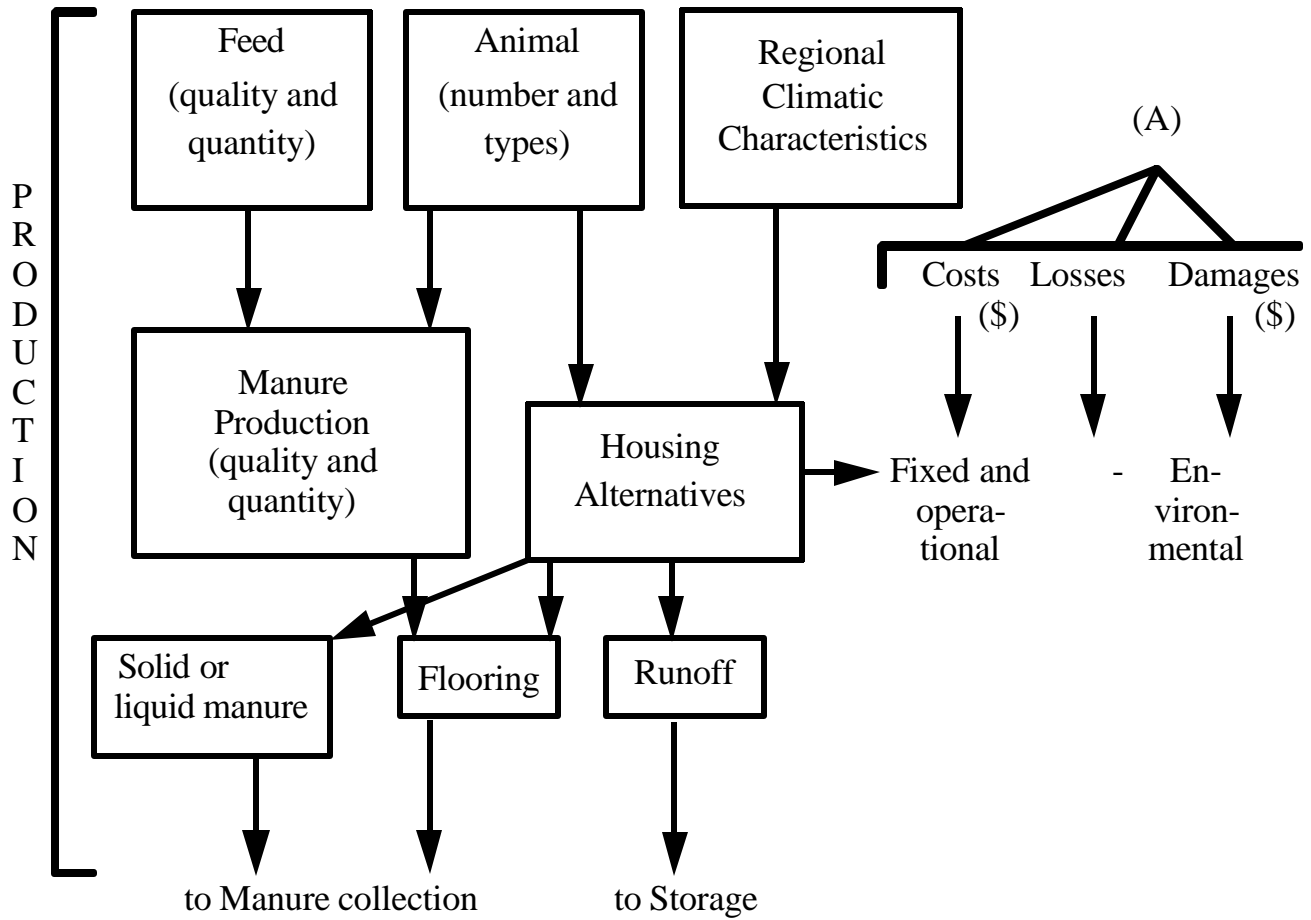 PRODUCTION
Feed
(quality and
quantity)
Animal
(number and
types)
Regional
Climatic
Characteristics
(A)
Costs
($)
Losses
Damages
($)
Manure
Production
(quality and
quantity)
Housing
Alternatives
Fixed and
opera-
tional
-
En-
viron-
mental
Solid or
liquid manure
Flooring
Runoff
to Manure collection
to Storage